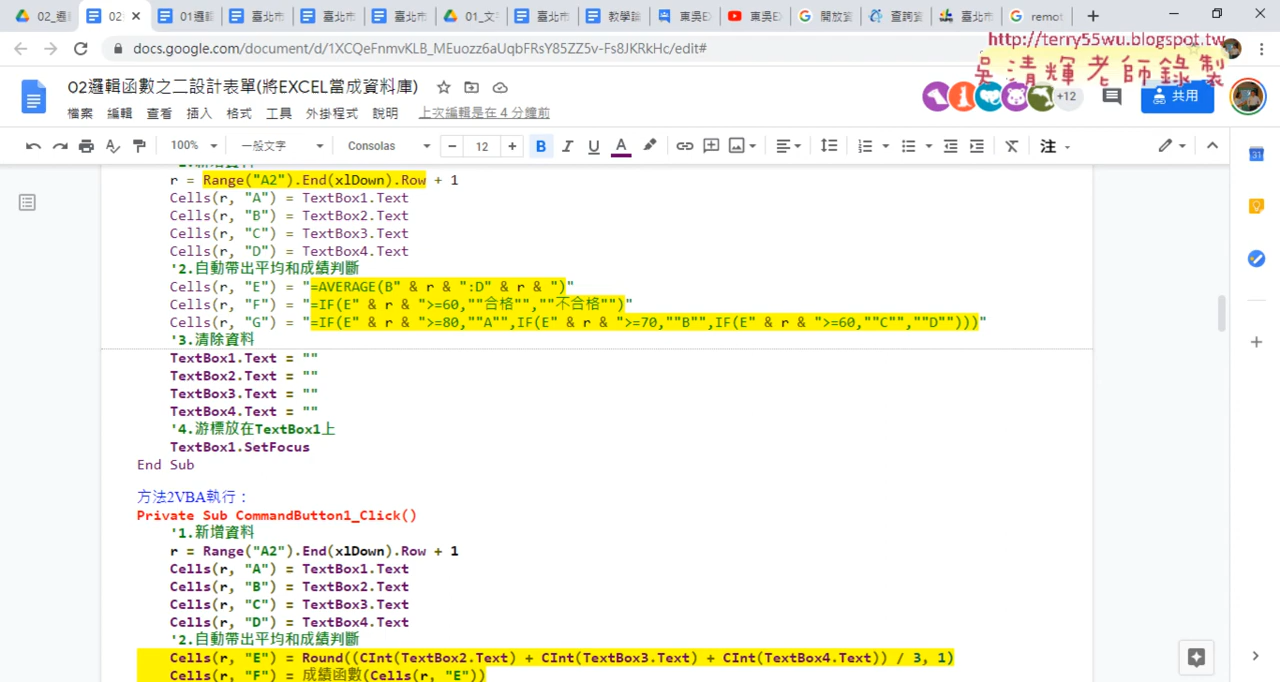 02_邏
02
01邏輯
臺北市
臺北市
臺北市
01_文
臺北市
教學論
東吳E
東吳E
開放資
查詢資
臺北市
remot
docs.google.com/document/d/1XCQeFnmvKLB_MEuozz6aUqbFRsY85ZZ5v-Fs8JKRkHc/edit#
http://terry55wu.blogspot.tw
吳清輝老師錄製
02邏輯函數之二設計表單(將EXCEL當成資料庫)
+12
共用
檔案 編輯 查看 插入 格式 工具 外掛程式 說明 上次編輯是在 4 分鐘前
100% 一般文字 Consolas 12 B I U A 注
r = Range("A2").End(xlDown).Row + 1
Cells(r, "A") = TextBox1.Text
Cells(r, "B") = TextBox2.Text
Cells(r, "C") = TextBox3.Text
Cells(r, "D") = TextBox4.Text
'2.自動帶出平均和成績判斷
Cells(r, "E") = "=AVERAGE(B" & r & ":D" & r & ")"
Cells(r, "F") = "=IF(E" & r & ">=60,""合格"",""不合格"")"
Cells(r, "G") = "=IF(E" & r & ">=80,""A"",IF(E" & r & ">=70,""B"",IF(E" & r & ">=60,""C"",""D"")))"
'3.清除資料
TextBox1.Text = ""
TextBox2.Text = ""
TextBox3.Text = ""
TextBox4.Text = ""
'4.游標放在TextBox1上
TextBox1.SetFocus
End Sub
方法2VBA執行：
Private Sub CommandButton1_Click()
'1.新增資料
r = Range("A2").End(xlDown).Row + 1
Cells(r, "A") = TextBox1.Text
Cells(r, "B") = TextBox2.Text
Cells(r, "C") = TextBox3.Text
Cells(r, "D") = TextBox4.Text
'2.自動帶出平均和成績判斷
Cells(r, "E") = Round((CInt(TextBox2.Text) + CInt(TextBox3.Text) + CInt(TextBox4.Text)) / 3, 1)
Cells(r, "F") = 成績函數(Cells(r, "E"))